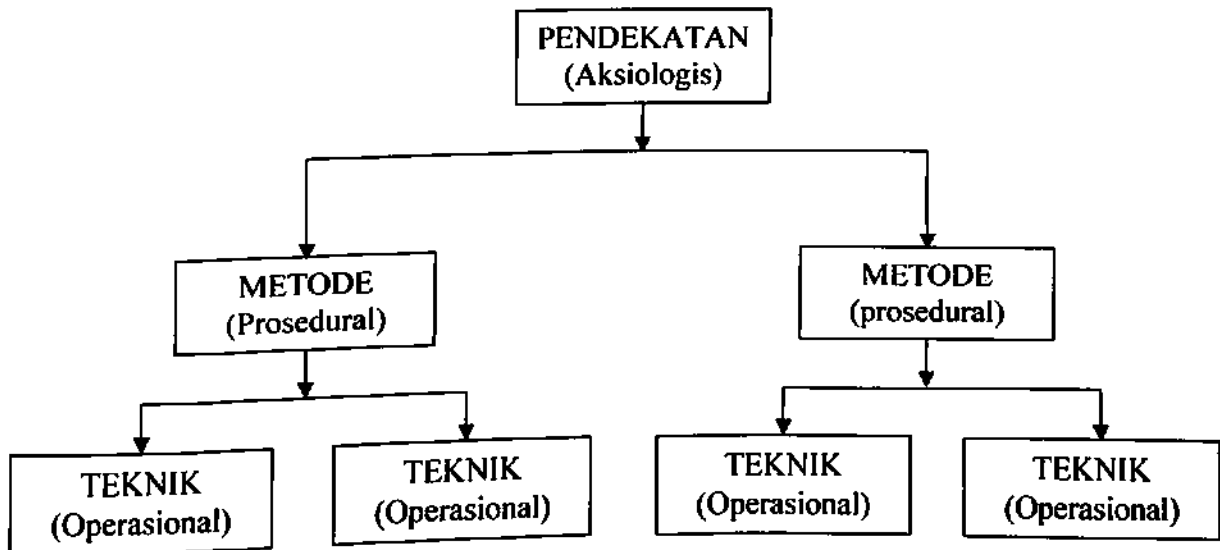 PENDEKATAN
(Aksiologis)
METODE
(Prosedural)
METODE
(prosedural)
TEKNIK
(Operasional)
TEKNIK
(Operasional)
TEKNIK
(Operasional)
TEKNIK
(Operasional)